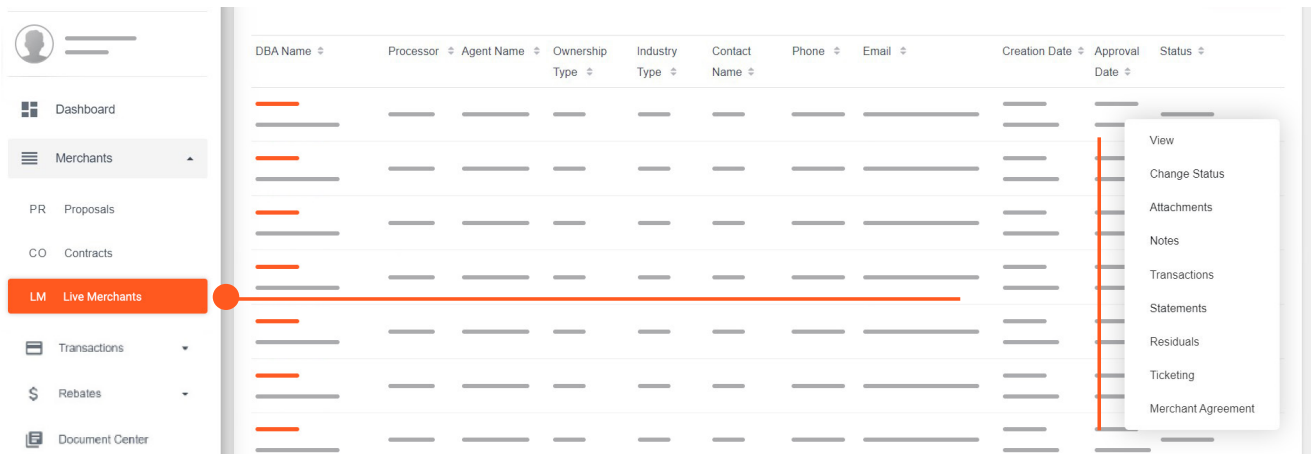 DBA Name
Processor
Agent Name
Ownership
Type
Industry
Type
Contact
Name
Phone
Email
Creation Date
Approval
Date
Status
Dashboard
Merchants
PR Proposals
CO Contracts
LM Live Merchants
Transactions
$ Rebates
Document Center
View
Change Status
Attachments
Notes
Transactions
Statements
Residuals
Ticketing
Merchant Agreement